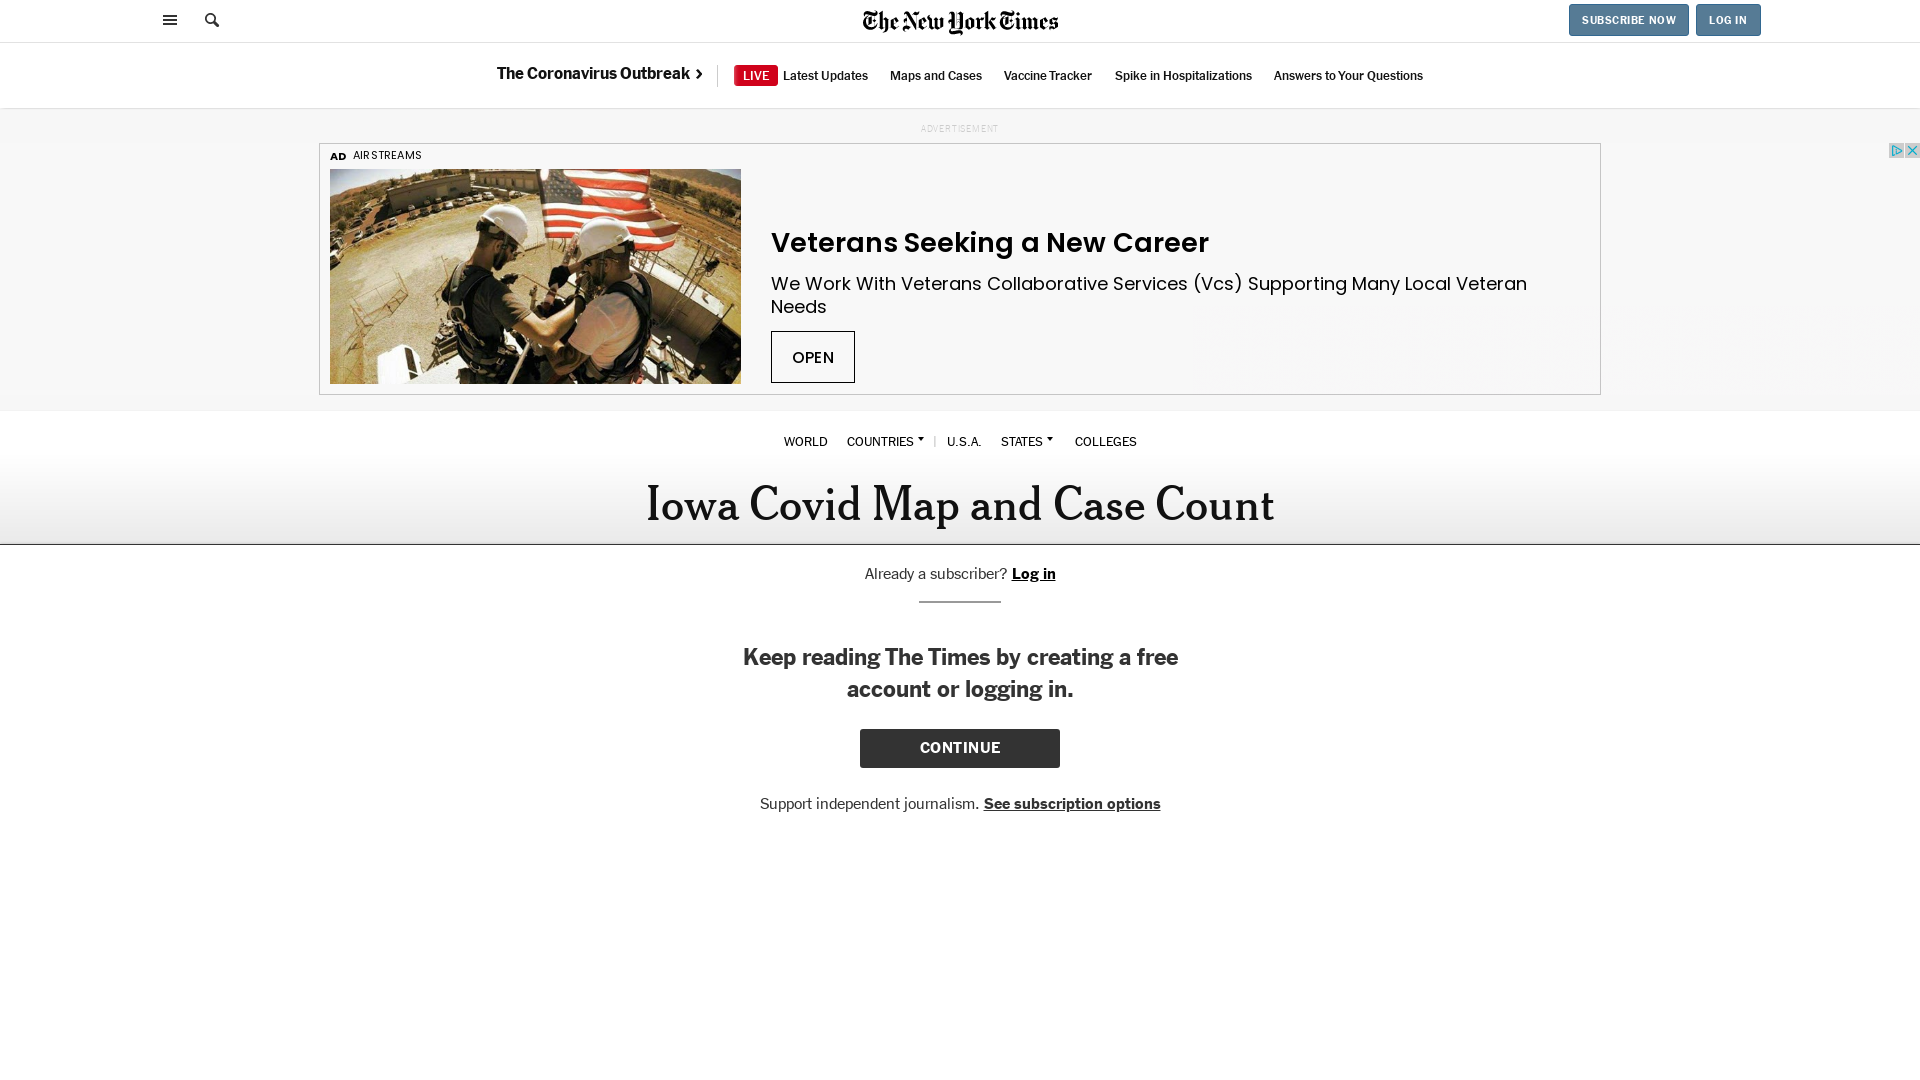 The New York Times
SUBSCRIBE NOW
LOG IN
The Coronavirus Outbreak ›
LIVE Latest Updates
Maps and Cases
Vaccine Tracker
Spike in Hospitalizations
Answers to Your Questions
ADVERTISEMENT
AD AIRSTREAMS
Veterans Seeking a New Career
We Work With Veterans Collaborative Services (Vcs) Supporting Many Local Veteran
Needs
OPEN
WORLD COUNTRIES | U.S.A. STATES COLLEGES
Iowa Covid Map and Case Count
Already a subscriber? Log in
Keep reading The Times by creating a free
account or logging in.
CONTINUE
Support independent journalism. See subscription options